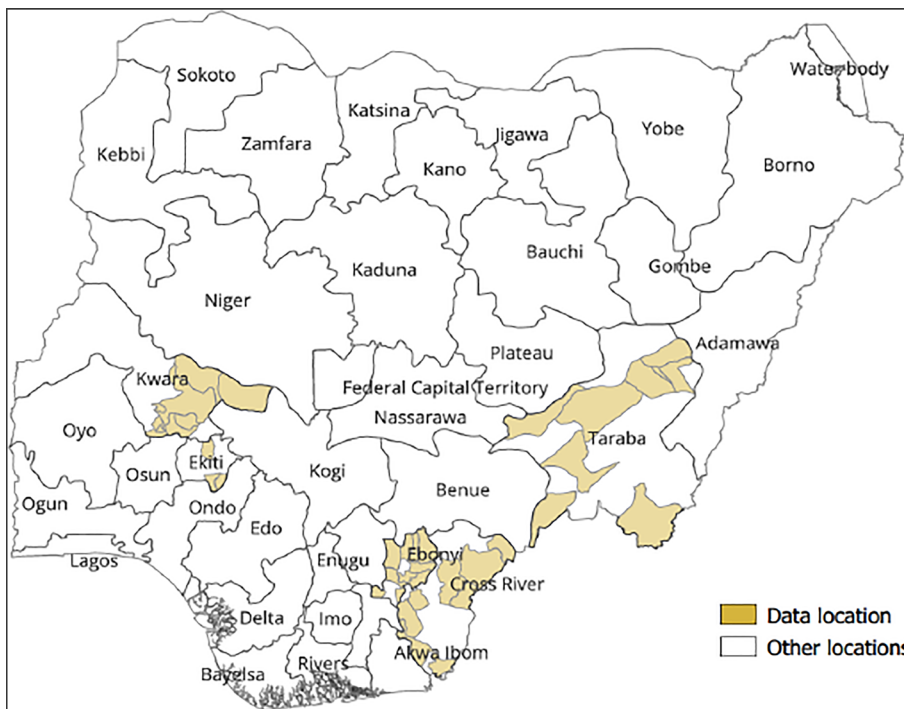 Sokoto
Waterbody
Katsina
Jigawa
Yobe
Kebbi
Zamfara
Kano
Borno
Bauchi
Gombe
Kaduna
Niger
Plateau
Adamawa
Kwara
Federal Capital Territory
Nassarawa
Oyo
Taraba
Ekiti
Osun
Kogi
Benue
Ogun
Ondo
Edo
Lagos
Enugu
Ebonyi
Cross River
Delta
Imo
Data location
Akwa Ibom
Other locations
Rivers
Bayelsa